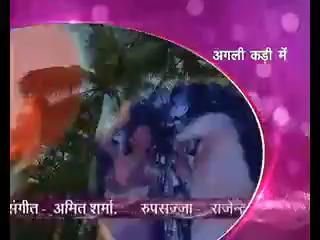 अगली कड़ी में
संगीत - अमित शर्मा. रुपसज्जा - राजेन्द्र